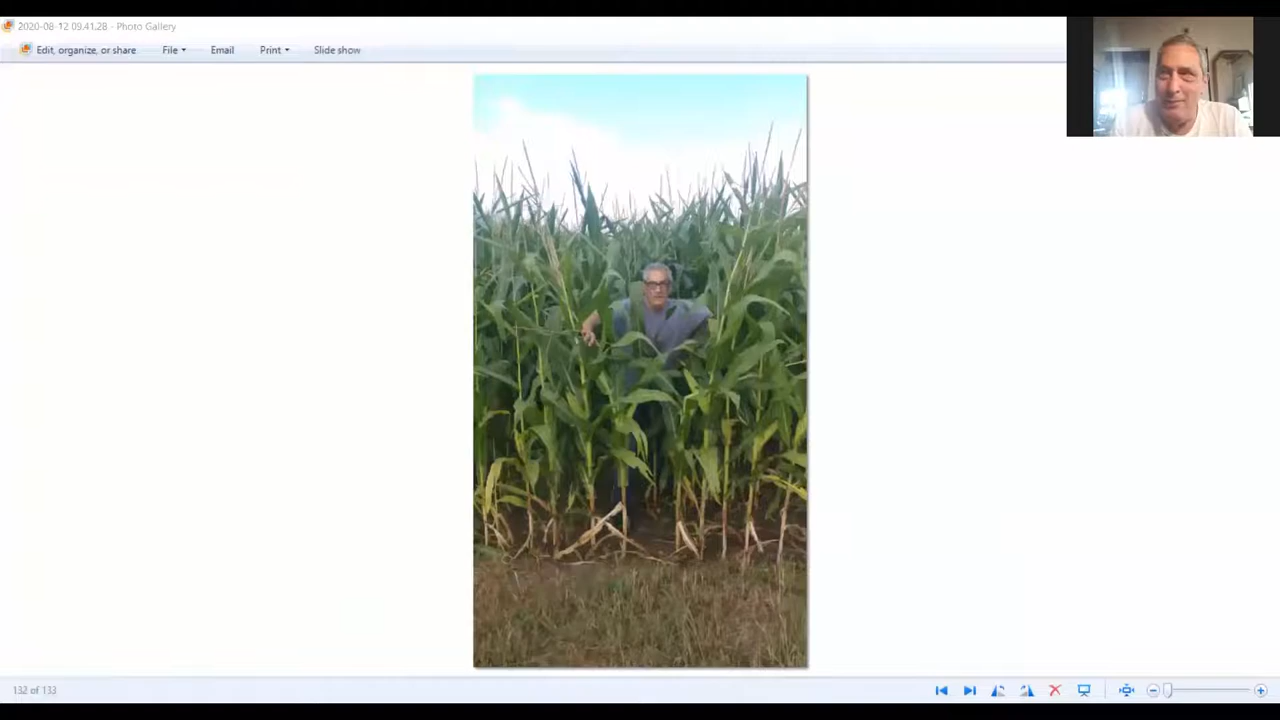 2020-08-12 09.41.28 - Photo Gallery
Edit, organize, or share File Email Print Slide show
132 of 133